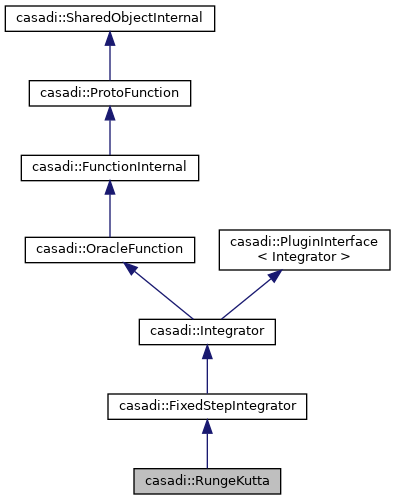 casadi::SharedObjectInternal
casadi::ProtoFunction
casadi::FunctionInternal
casadi::OracleFunction
casadi::PluginInterface
< Integrator >
casadi::Integrator
casadi::FixedStepIntegrator
casadi::RungeKutta